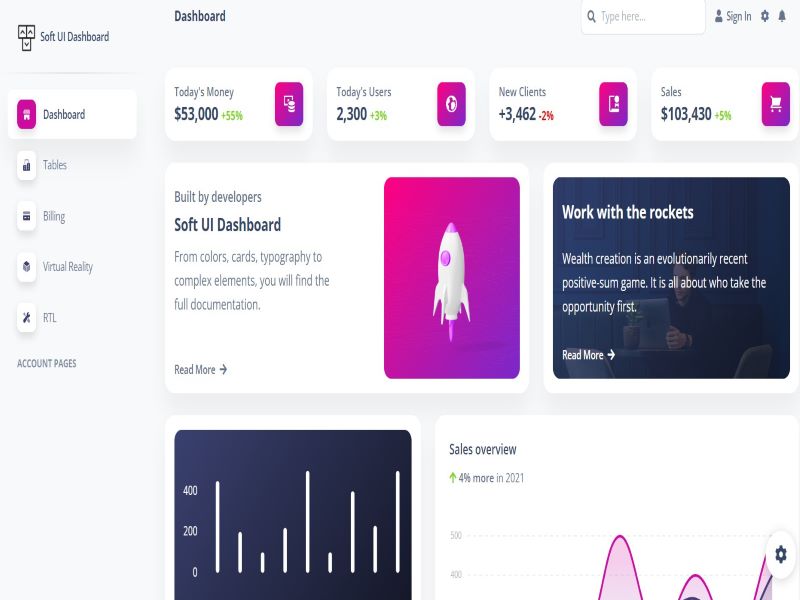 Soft UI Dashboard
Dashboard
Tables
Billing
Virtual Reality
RTL
ACCOUNT PAGES
Dashboard
Type here...
Sign In
Today's Money
$53,000 +55%
Today's Users
2,300 +3%
New Clients
+3,462 -2%
Sales
$103,430 +5%
Built by developers
Soft UI Dashboard
From colors, cards, typography to
complex elements, you will find the
full documentation.
Read More
Work with the rockets
Wealth creation is an evolutionarily recent
positive-sum game. It is all about who take the
opportunity first.
Read More
400
200
0
Sales overview
4% more in 2021
500
400